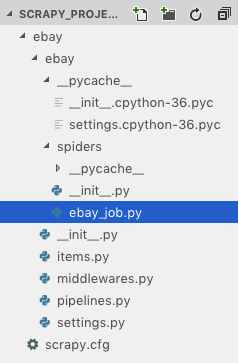 SCRAPY_PROJE...
ebay
ebay
__pycache__
__init__.cpython-36.pyc
settings.cpython-36.pyc
spiders
__pycache__
__init__.py
ebay_job.py
__init__.py
items.py
middlewares.py
pipelines.py
settings.py
scrapy.cfg